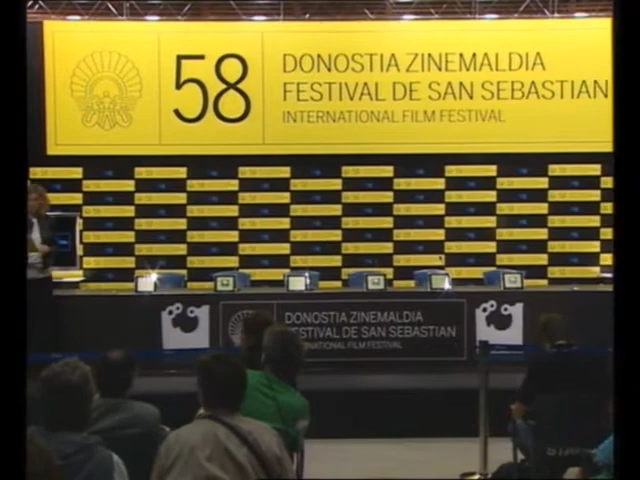 58
DONOSTIA ZINEMALDIA
FESTIVAL DE SAN SEBASTIAN
INTERNATIONAL FILM FESTIVAL
DONOSTIA ZINEMALDIA
FESTIVAL DE SAN SEBASTIAN
INTERNATIONAL FILM FESTIVAL